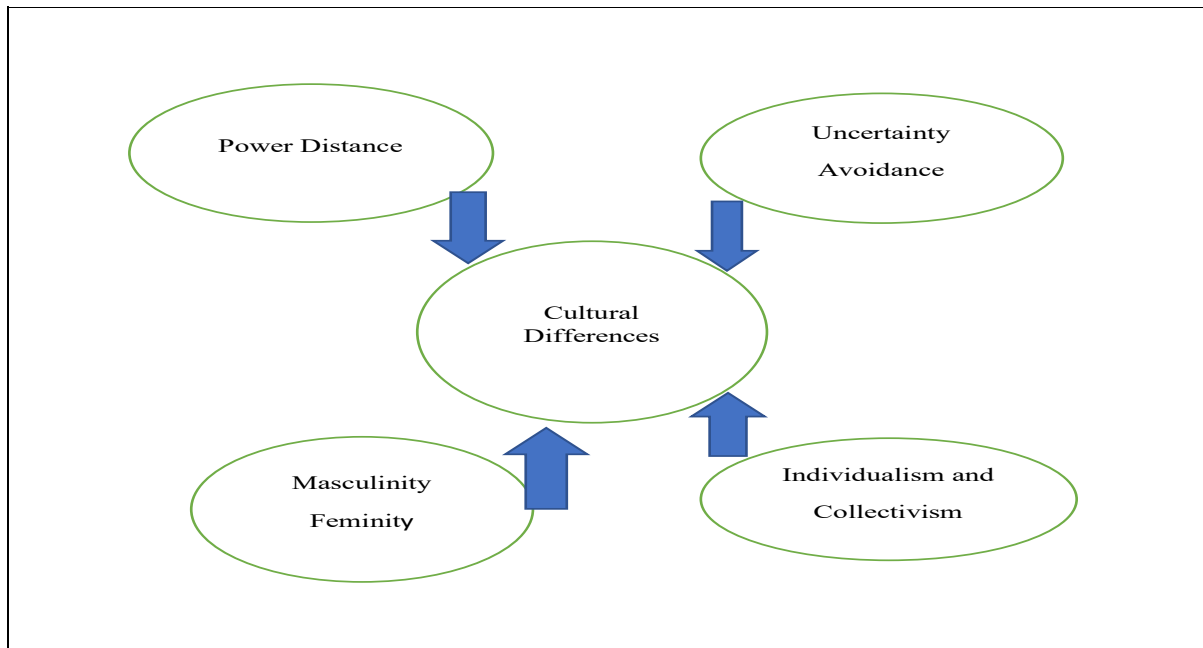 Power Distance
Uncertainty
Avoidance
Cultural
Differences
Masculinity
Feminity
Individualism and
Collectivism